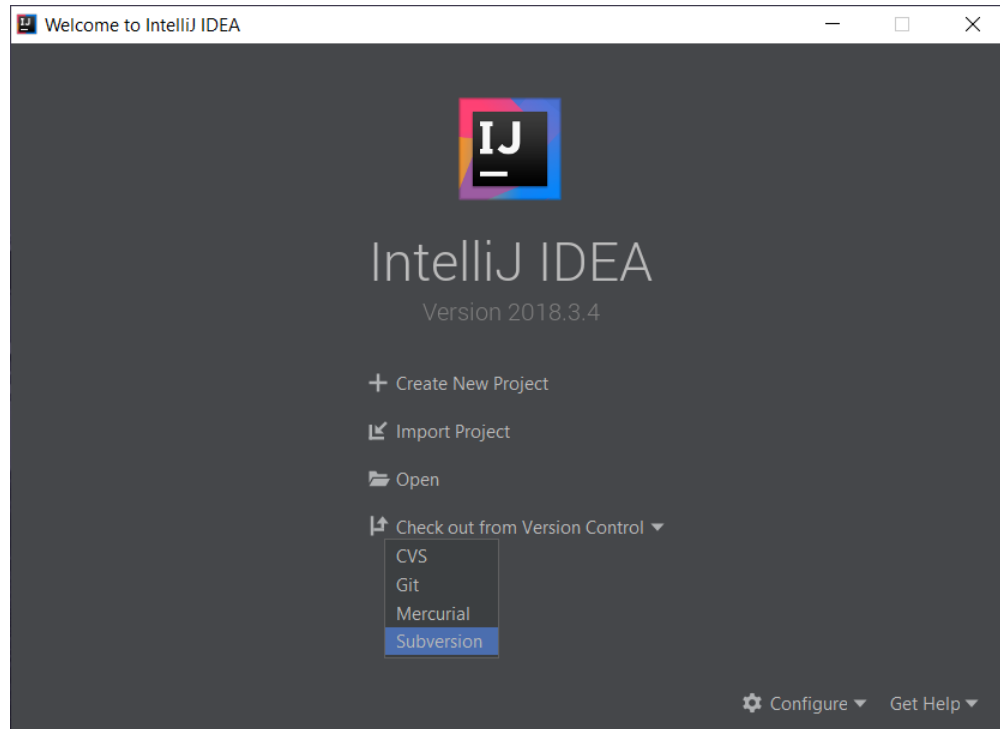 Welcome to IntelliJ IDEA
IJ
IntelliJ IDEA
Version 2018.3.4
Create New Project
Import Project
Open
Check out from Version Control
CVS
Git
Mercurial
Subversion
Configure Get Help